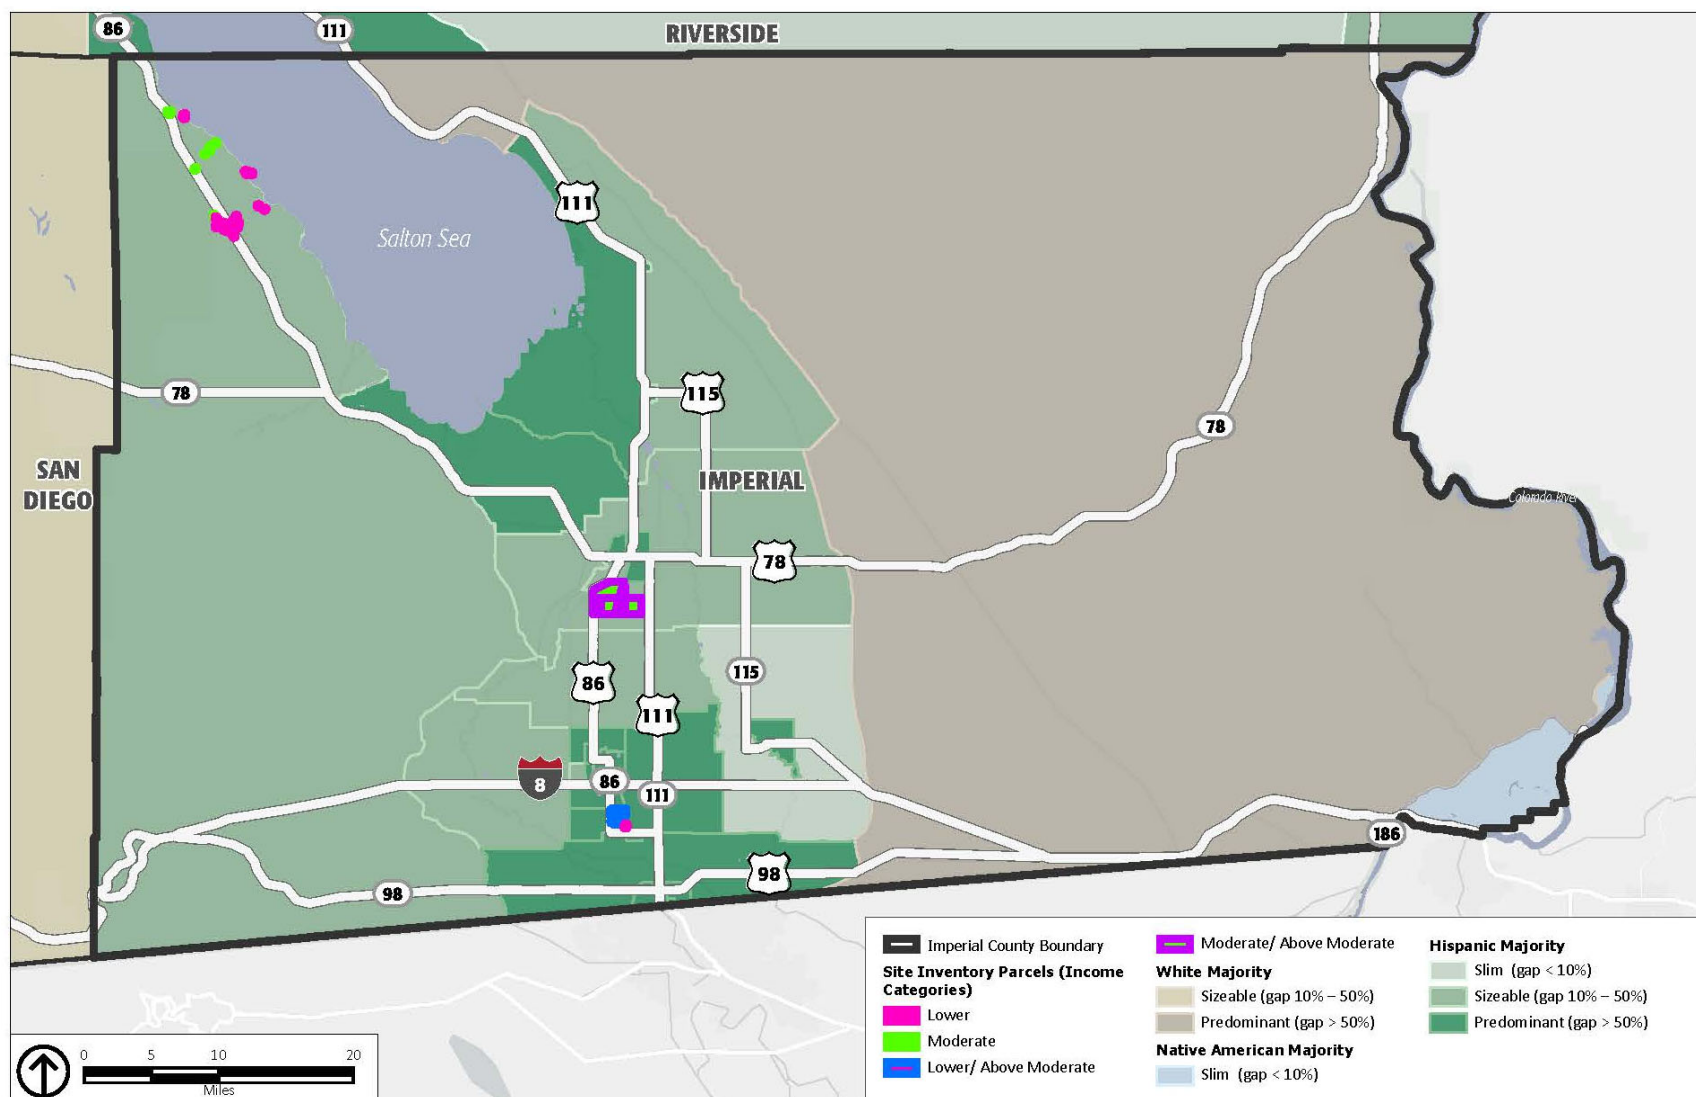 86
111
RIVERSIDE
Salton Sea
111
78
115
78
SAN
DIEGO
IMPERIAL
Colorado River
78
86
115
111
8
86
111
186
98
98
Imperial County Boundary
Site Inventory Parcels (Income
Categories)
Lower
Moderate
Lower/ Above Moderate
Moderate/ Above Moderate
White Majority
Sizeable (gap 10% – 50%)
Predominant (gap > 50%)
Native American Majority
Slim (gap < 10%)
Hispanic Majority
Slim (gap < 10%)
Sizeable (gap 10% – 50%)
Predominant (gap > 50%)
0 5 10 20
Miles